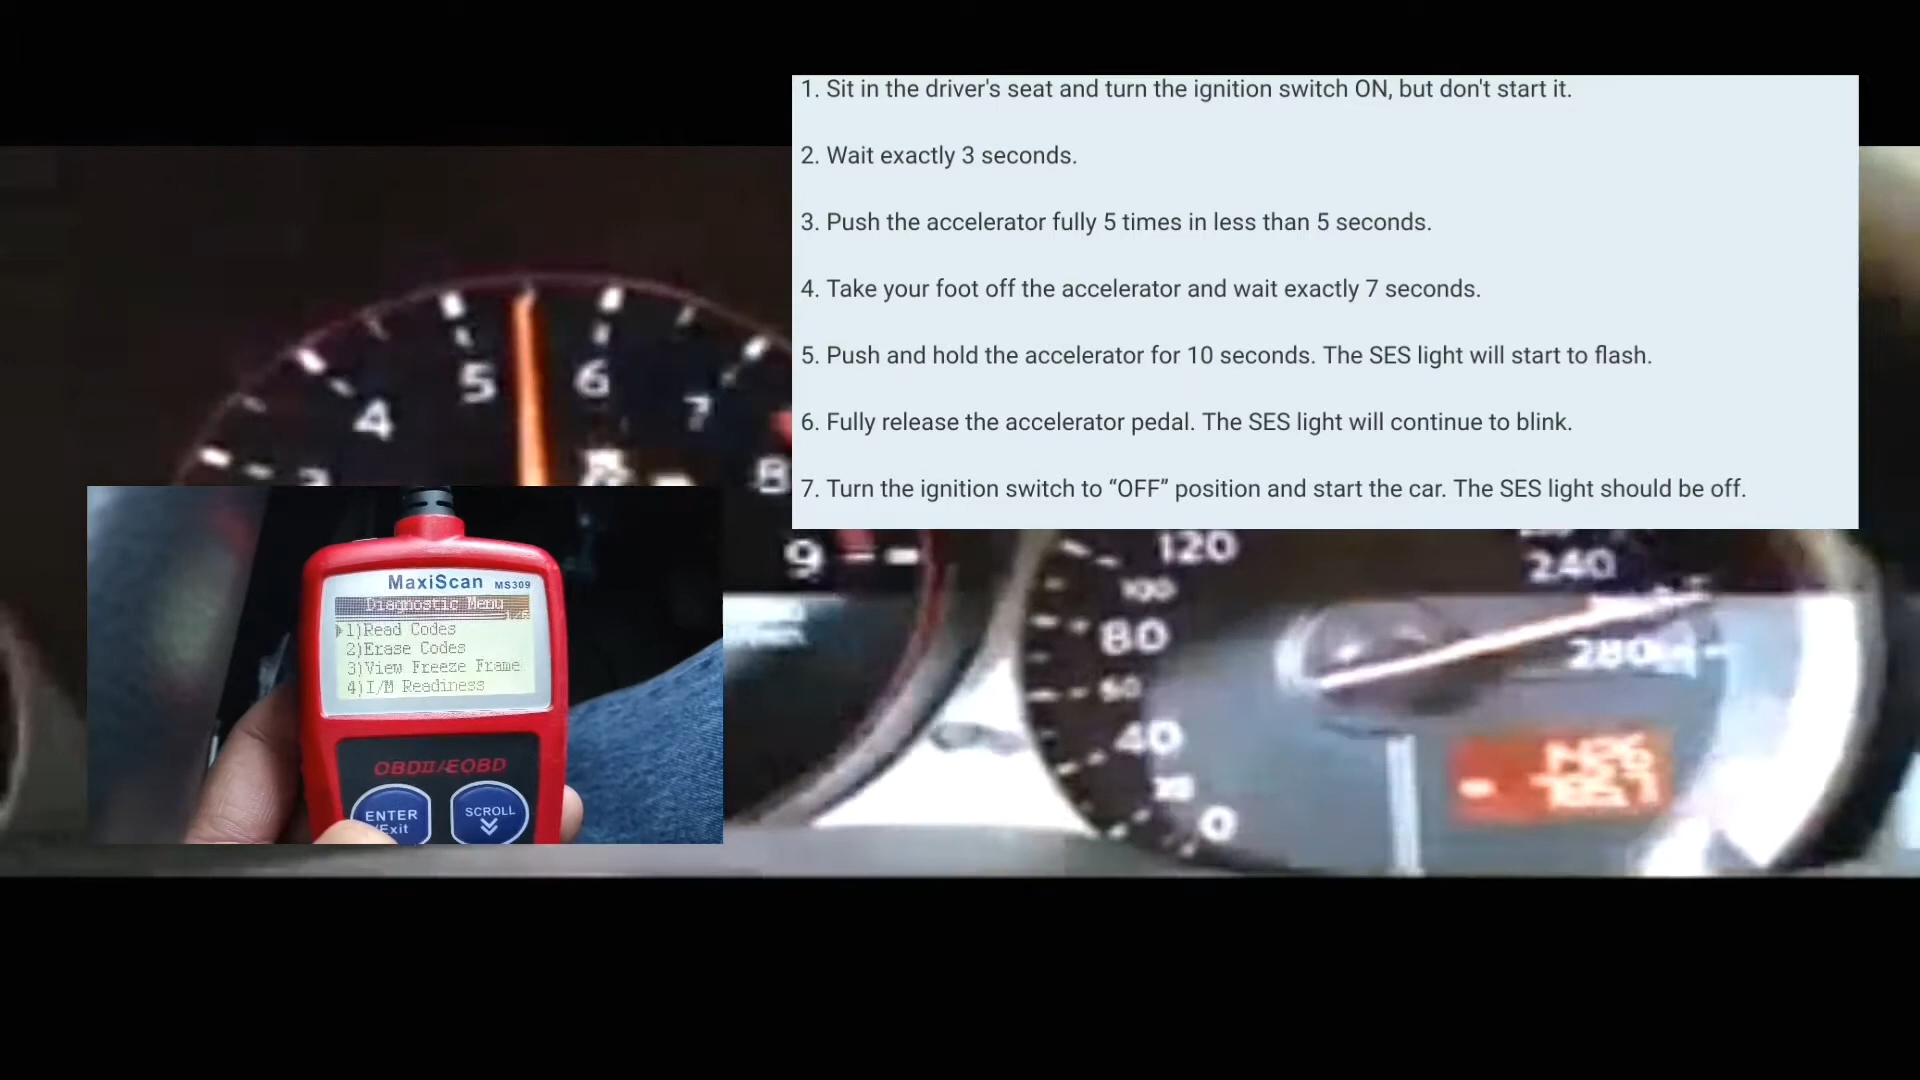 1. Sit in the driver's seat and turn the ignition switch ON, but don't start it.
2. Wait exactly 3 seconds.
3. Push the accelerator fully 5 times in less than 5 seconds.
4. Take your foot off the accelerator and wait exactly 7 seconds.
5. Push and hold the accelerator for 10 seconds. The SES light will start to flash.
6. Fully release the accelerator pedal. The SES light will continue to blink.
7. Turn the ignition switch to “OFF” position and start the car. The SES light should be off.
4
5
6
7
8
9
MaxiScan MS309
Diagnostic Menu
1)Read Codes
2)Erase Codes
3)View Freeze Frame
4)I/M Readiness
OBDII/EOBD
ENTER
/Exit
SCROLL
120
100
80
60
40
0
240
280